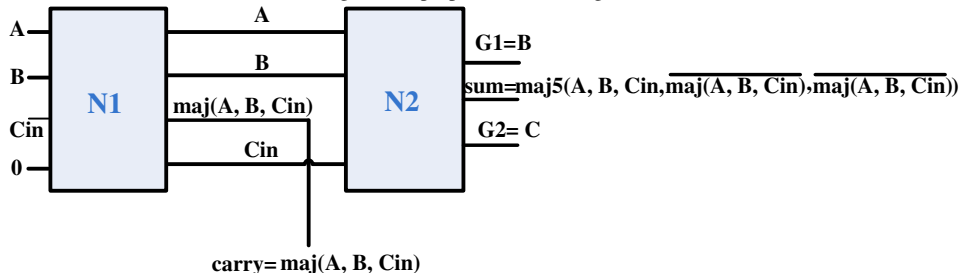 A
A
G1=B
B
B
sum=maj5(A, B, Cin, maj(A, B, Cin), maj(A, B, Cin))
N1
N2
maj(A, B, Cin)
Cin
G2= C
Cin
0
carry= maj(A, B, Cin)